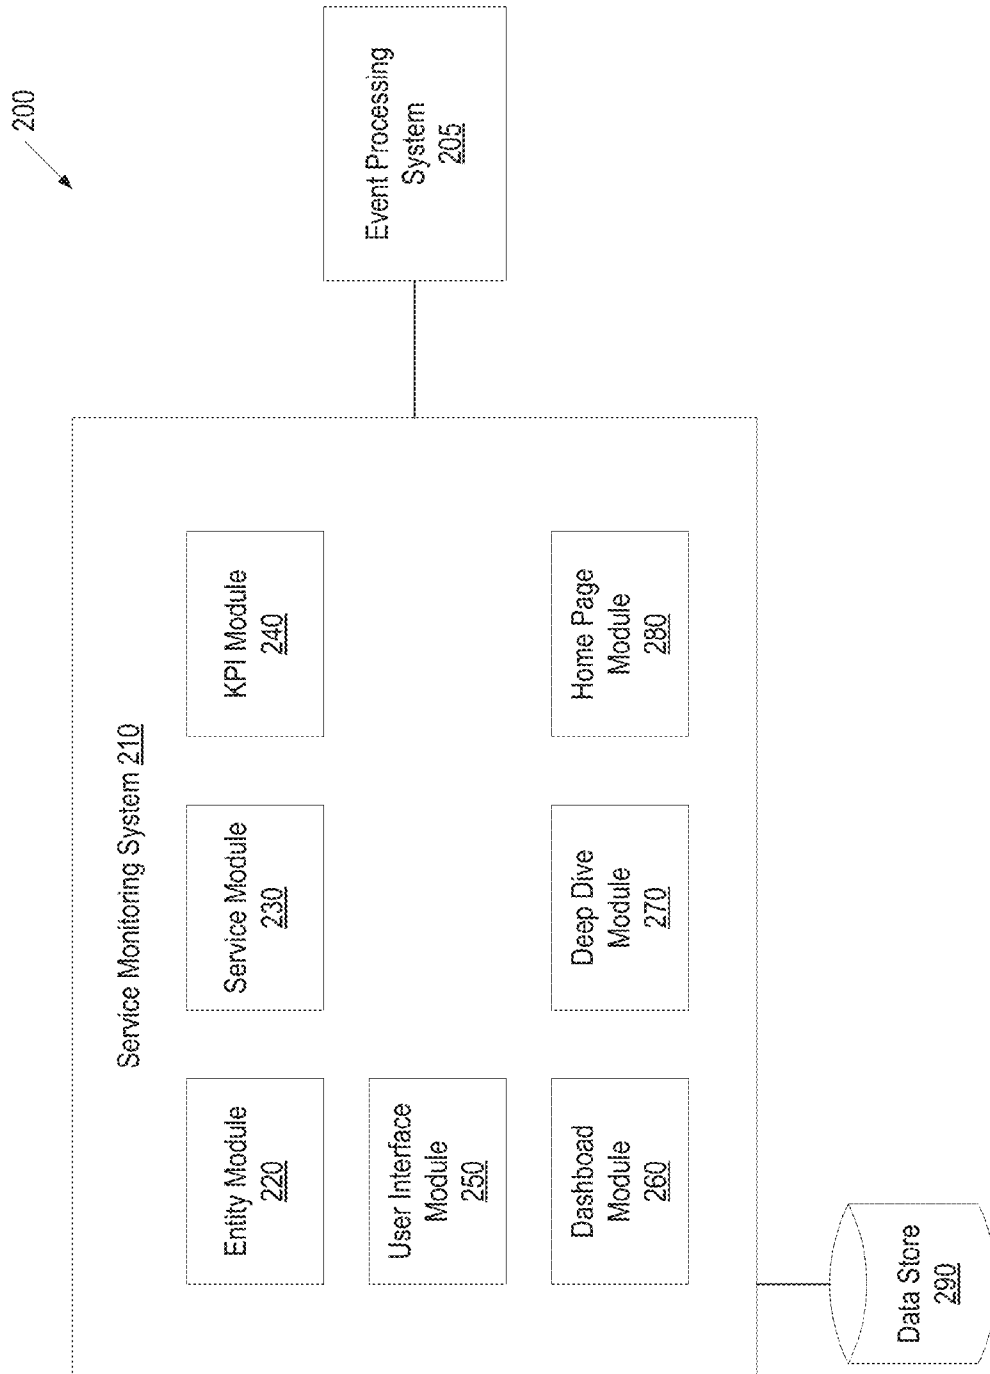 200
Service Monitoring System 210
Entity Module
220
Service Module
230
KPI Module
240
User Interface
Module
250
Dashboad
Module
260
Deep Dive
Module
270
Home Page
Module
280
Event Processing
System
205
Data Store
290